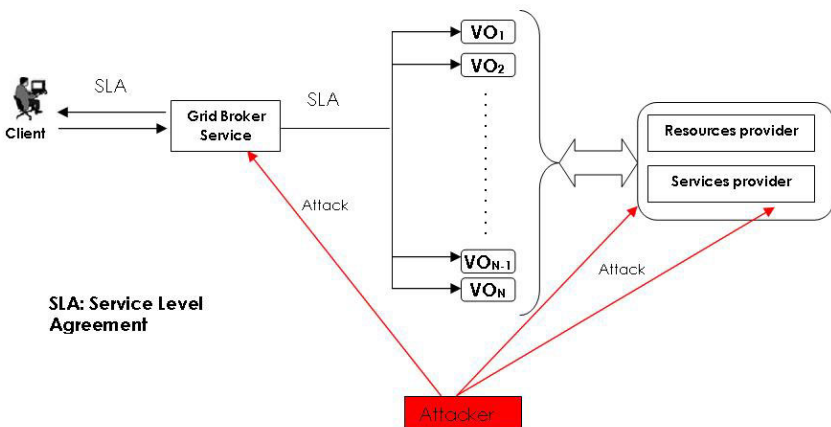 SLA
Client
Grid Broker
Service
SLA
VO1
VO2
VON-1
VON
Resources provider
Services provider
Attack
Attack
SLA: Service Level
Agreement
Attacker